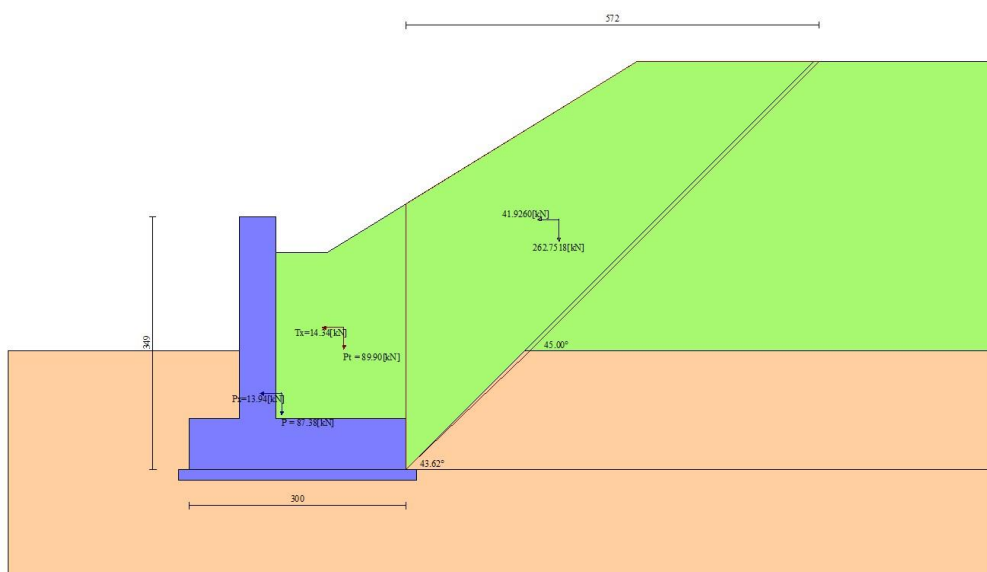 572
41.9260[kN]
262.7518[kN]
349
Tx=14.34[kN]
Pt = 89.90[kN]
45.00°
Px=13.94[kN]
P = 87.38[kN]
43.62°
300